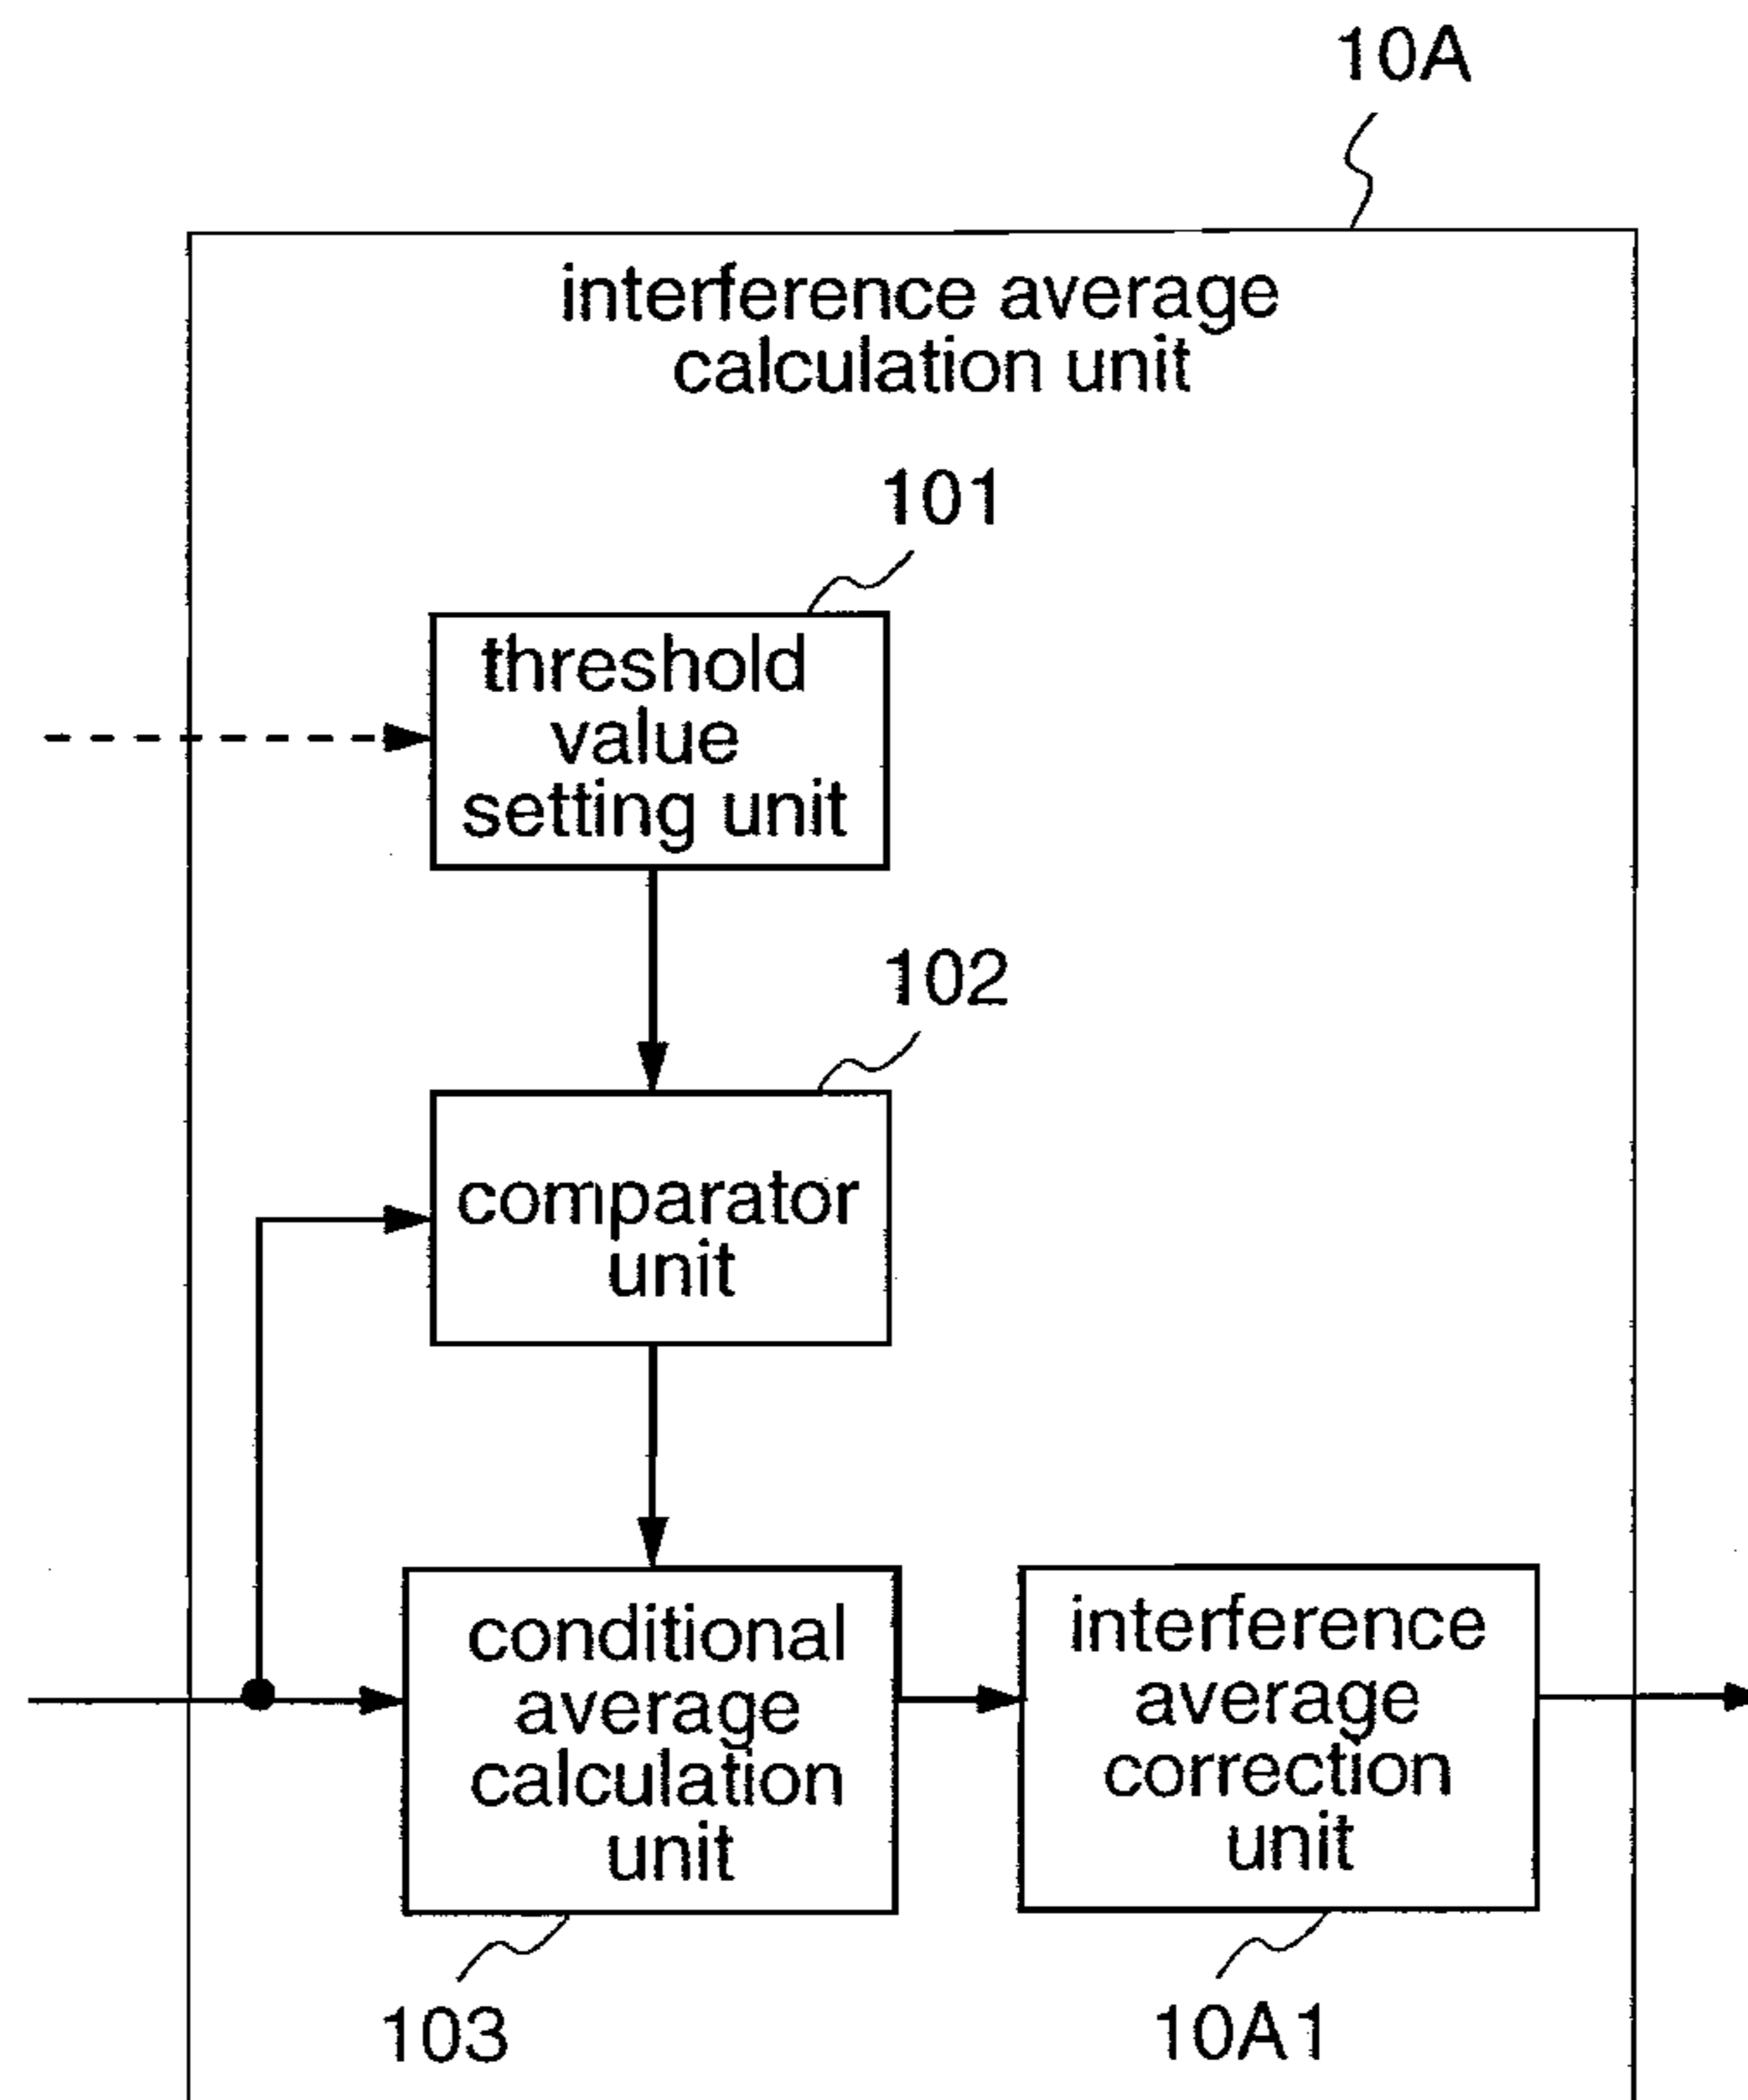 10A
interference average
calculation unit
101
threshold
value
setting unit
102
comparator
unit
conditional
average
calculation
unit
interference
average
correction
unit
103
10A1